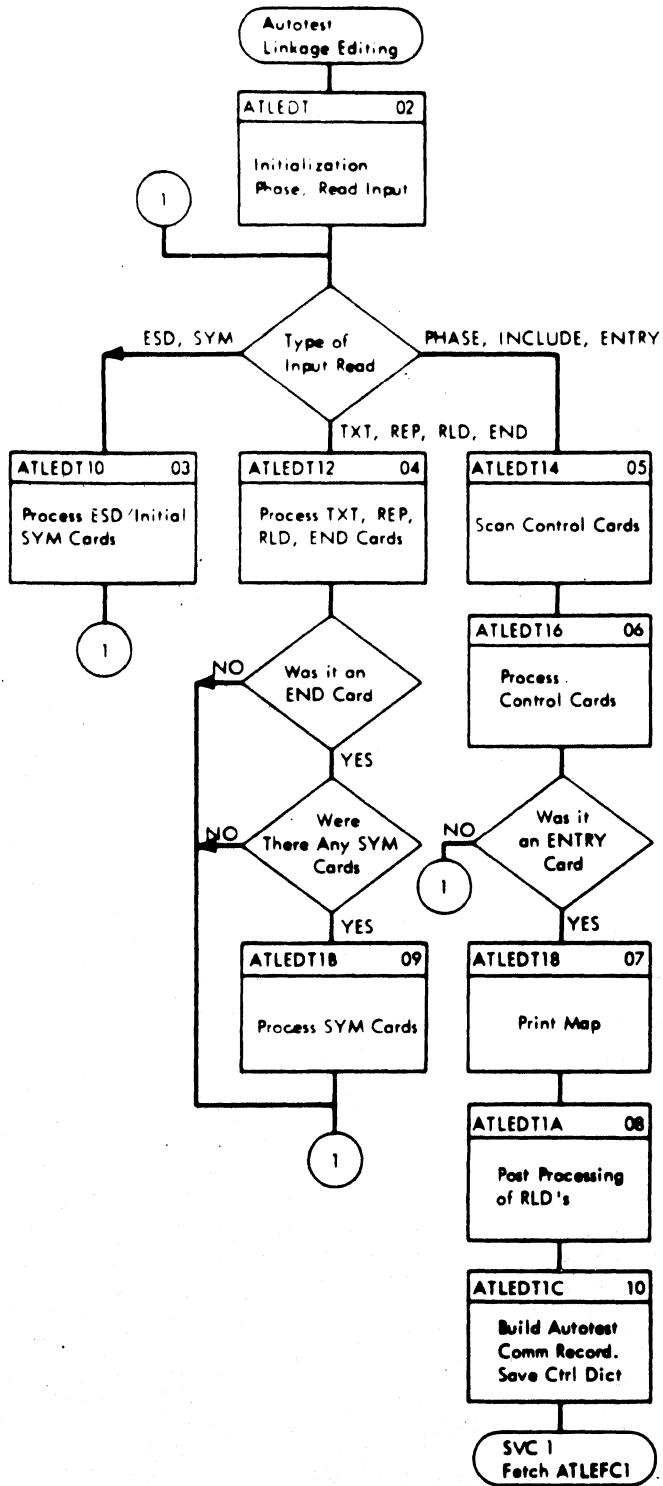 Autotest
Linkage Editing
ATLEDT 02
Initialization
Phase, Read Input
1
Type of
Input Read
ESD, SYM
PHASE, INCLUDE, ENTRY
TXT, REP, RLD, END
ATLEDT10 03
Process ESD/Initial
SYM Cards
1
ATLEDT12 04
Process TXT, REP,
RLD, END Cards
ATLEDT14 05
Scan Control Cards
ATLEDT16 06
Process
Control Cards
NO
Was it an
END Card
YES
NO
Were
There Any SYM
Cards
YES
NO
Was it
an ENTRY
Card
1
YES
ATLEDT1B 09
Process SYM Cards
1
ATLEDT18 07
Print Map
ATLEDT1A 08
Post Processing
of RLD's
ATLEDT1C 10
Build Autotest
Comm Record.
Save Ctrl Dict
SVC 1
Fetch ATLEFC1